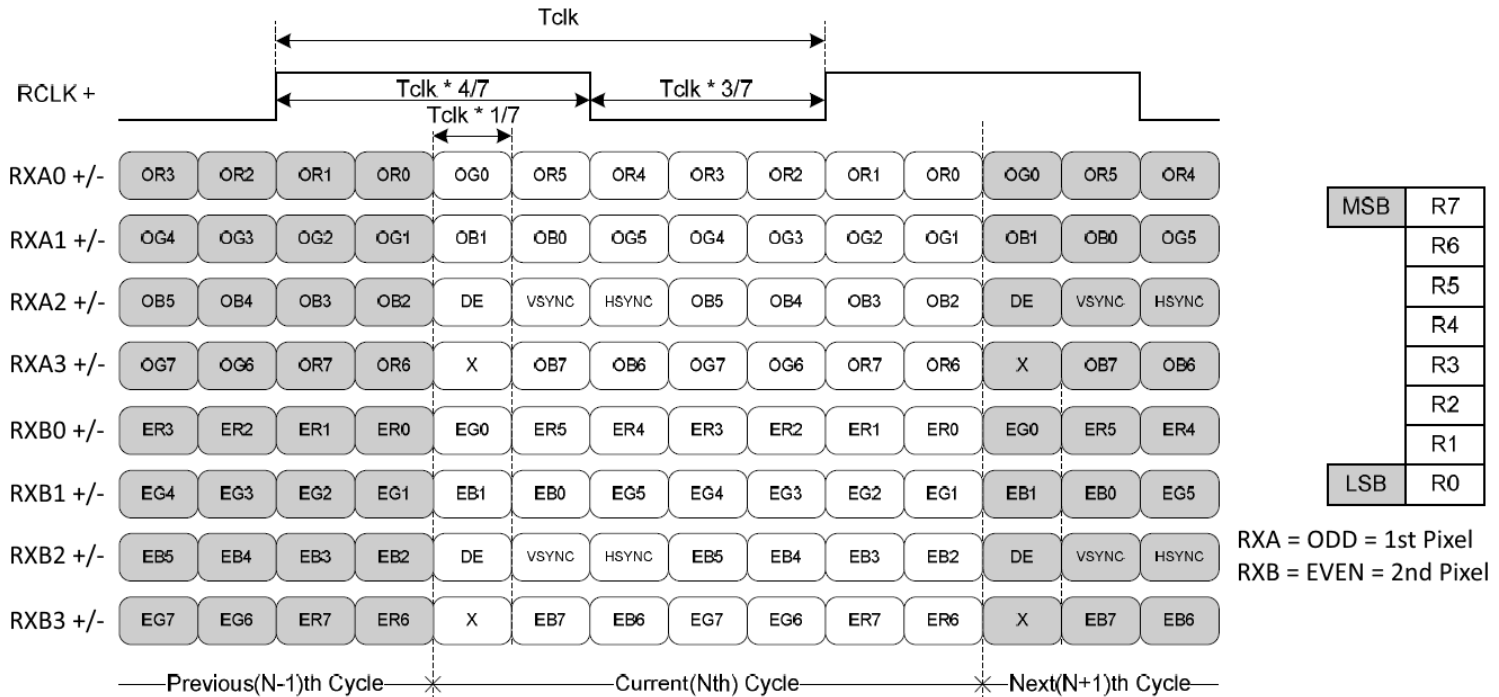 Tclk
RCLK +
Tclk * 4/7 Tclk * 3/7
Tclk * 1/7
RXA0 +/- OR3 OR2 OR1 OR0 OG0 OR5 OR4 OR3 OR2 OR1 OR0 OG0 OR5 OR4
RXA1 +/- OG4 OG3 OG2 OG1 OB1 OB0 OG5 OG4 OG3 OG2 OG1 OB1 OB0 OG5
RXA2 +/- OB5 OB4 OB3 OB2 DE VSYNC HSYNC OB5 OB4 OB3 OB2 DE VSYNC HSYNC
RXA3 +/- OG7 OG6 OR7 OR6 X OB7 OB6 OG7 OG6 OR7 OR6 X OB7 OB6
RXB0 +/- ER3 ER2 ER1 ER0 EG0 ER5 ER4 ER3 ER2 ER1 ER0 EG0 ER5 ER4
RXB1 +/- EG4 EG3 EG2 EG1 EB1 EB0 EG5 EG4 EG3 EG2 EG1 EB1 EB0 EG5
RXB2 +/- EB5 EB4 EB3 EB2 DE VSYNC HSYNC EB5 EB4 EB3 EB2 DE VSYNC HSYNC
RXB3 +/- EG7 EG6 ER7 ER6 X EB7 EB6 EG7 EG6 ER7 ER6 X EB7 EB6
Previous(N-1)th Cycle Current(Nth) Cycle Next(N+1)th Cycle
MSB R7
R6
R5
R4
R3
R2
R1
LSB R0
RXA = ODD = 1st Pixel
RXB = EVEN = 2nd Pixel